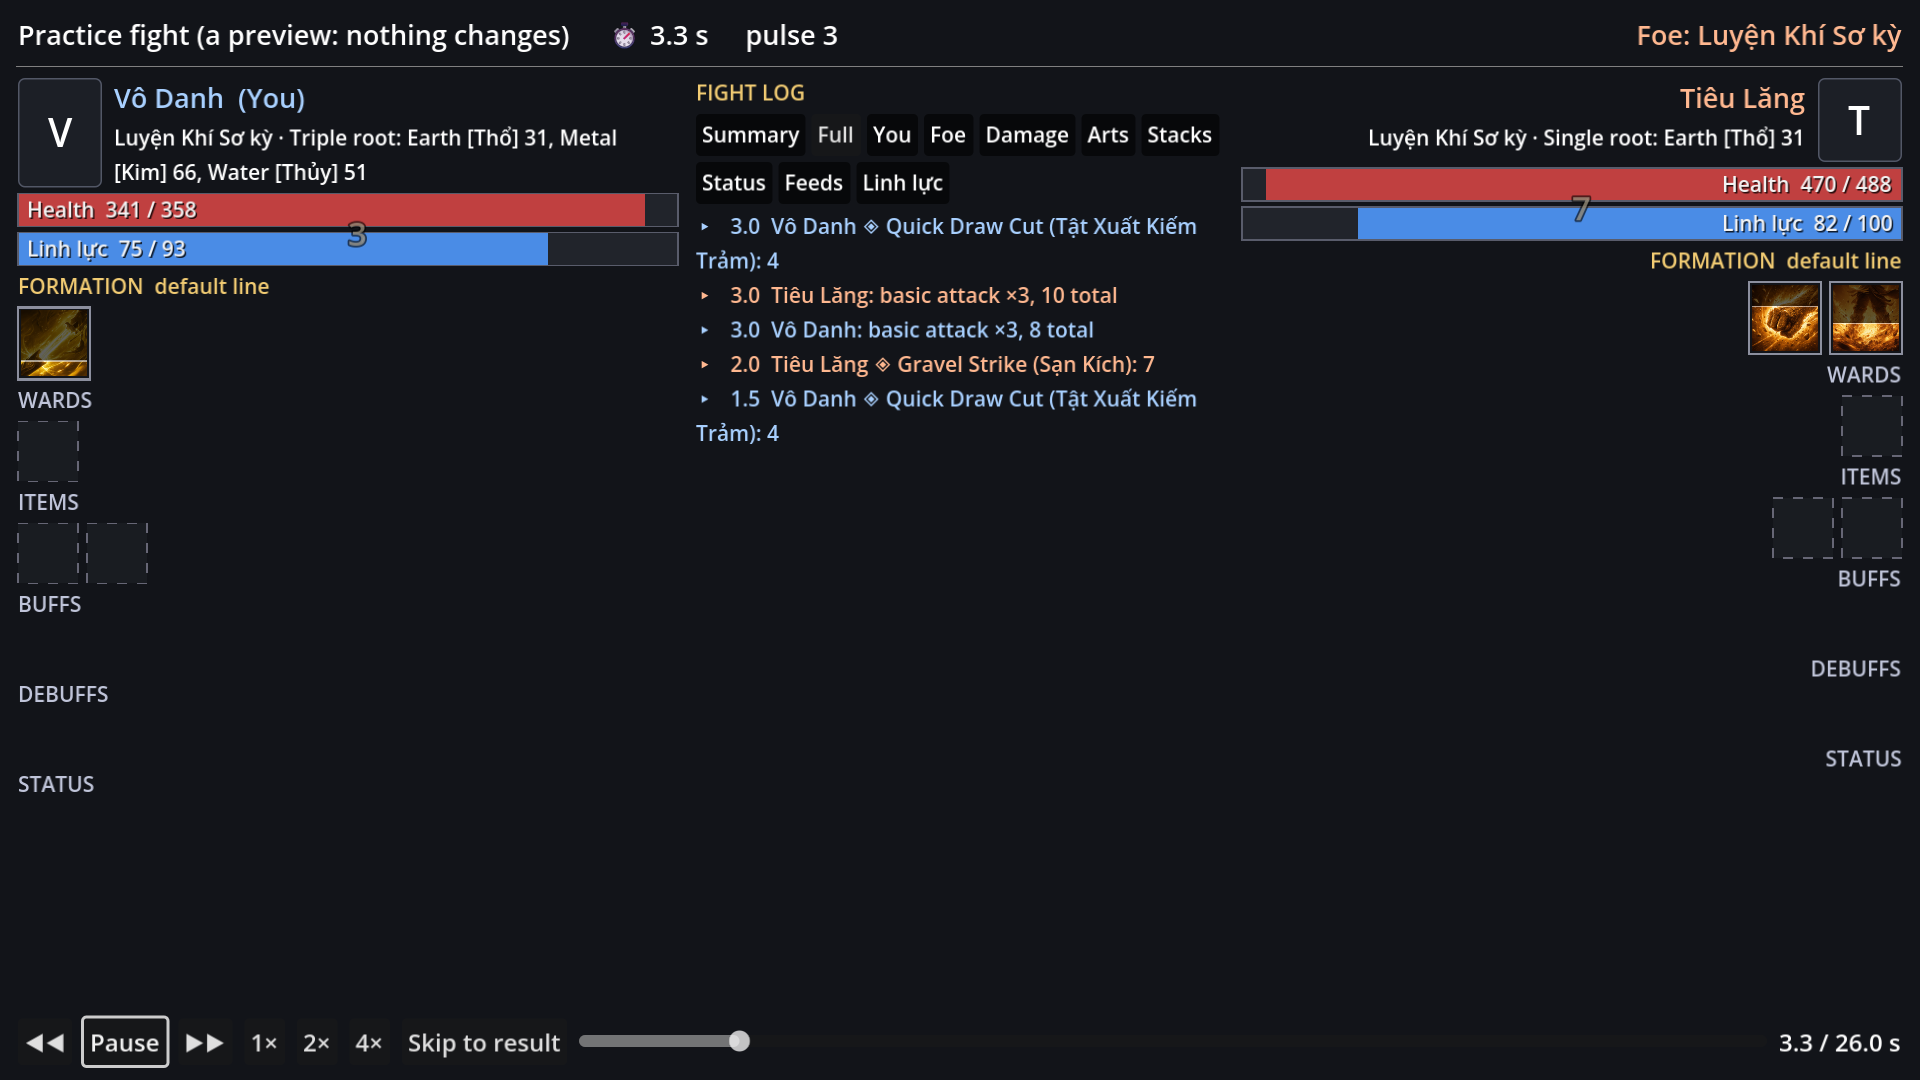 Practice fight (a preview: nothing changes)
3.3 s
pulse 3
Foe: Luyện Khí Sơ kỳ
V
Vô Danh (You)
Luyện Khí Sơ kỳ · Triple root: Earth [Thổ] 31, Metal
[Kim] 66, Water [Thủy] 51
Health 341 / 358
3
Linh lực 75 / 93
FORMATION default line
WARDS
ITEMS
BUFFS
DEBUFFS
STATUS
FIGHT LOG
Summary Full You Foe Damage Arts Stacks
Status Feeds Linh lực
▸ 3.0 Vô Danh ◈ Quick Draw Cut (Tật Xuất Kiếm
Trảm): 4
▸ 3.0 Tiêu Lăng: basic attack ×3, 10 total
▸ 3.0 Vô Danh: basic attack ×3, 8 total
▸ 2.0 Tiêu Lăng ◈ Gravel Strike (Sạn Kích): 7
▸ 1.5 Vô Danh ◈ Quick Draw Cut (Tật Xuất Kiếm
Trảm): 4
Tiêu Lăng
T
Luyện Khí Sơ kỳ · Single root: Earth [Thổ] 31
Health 470 / 488
7
Linh lực 82 / 100
FORMATION default line
WARDS
ITEMS
BUFFS
DEBUFFS
STATUS
◀◀ Pause ▶▶ 1× 2× 4× Skip to result
3.3 / 26.0 s